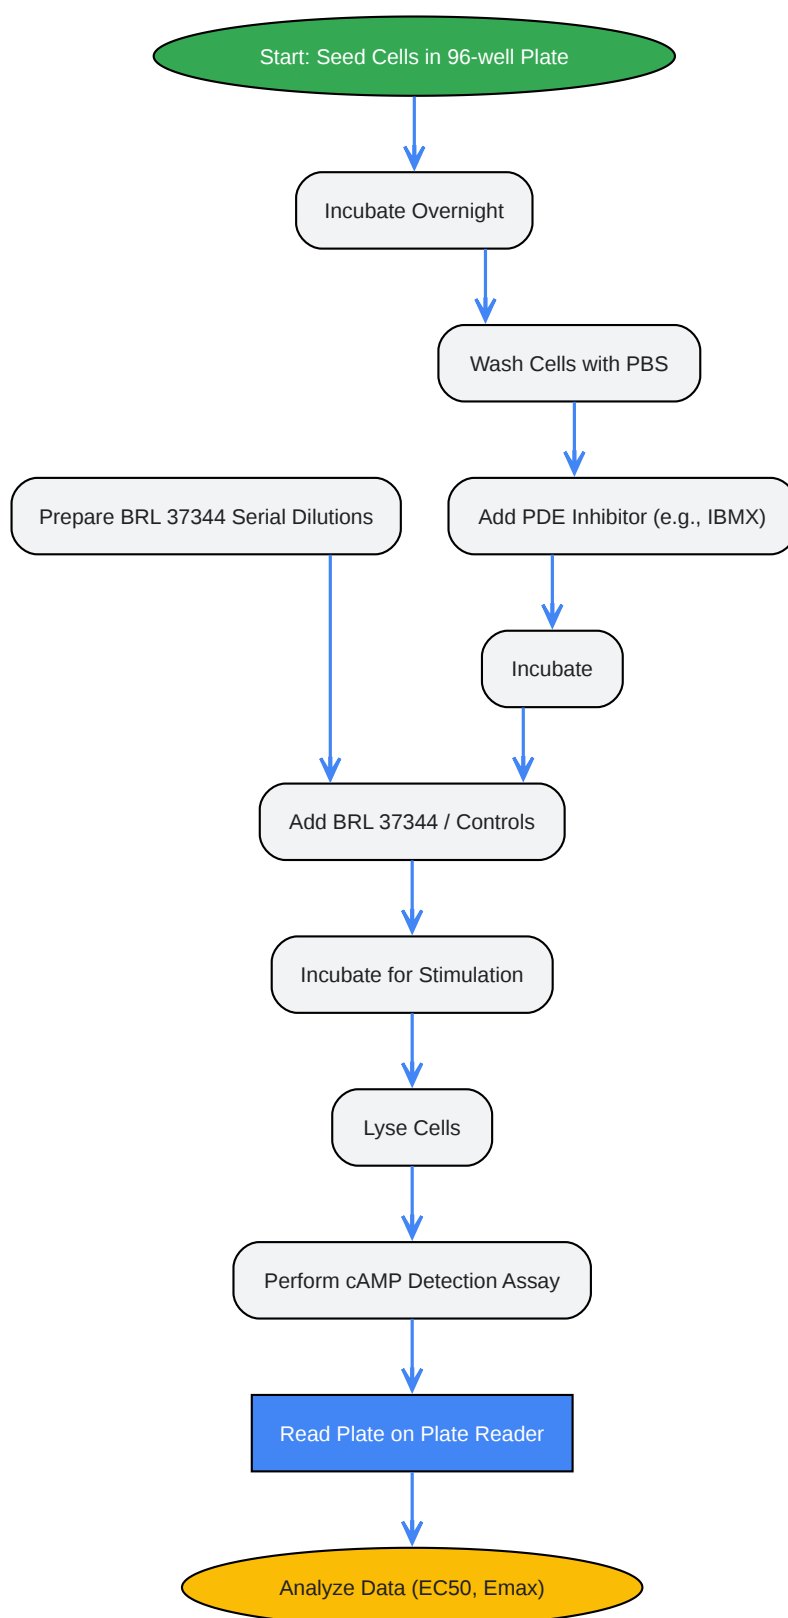 Start: Seed Cells in 96-well Plate
Incubate Overnight
Wash Cells with PBS
Prepare BRL 37344 Serial Dilutions
Add PDE Inhibitor (e.g., IBMX)
Incubate
Add BRL 37344 / Controls
Incubate for Stimulation
Lyse Cells
Perform cAMP Detection Assay
Read Plate on Plate Reader
Analyze Data (EC50, Emax)